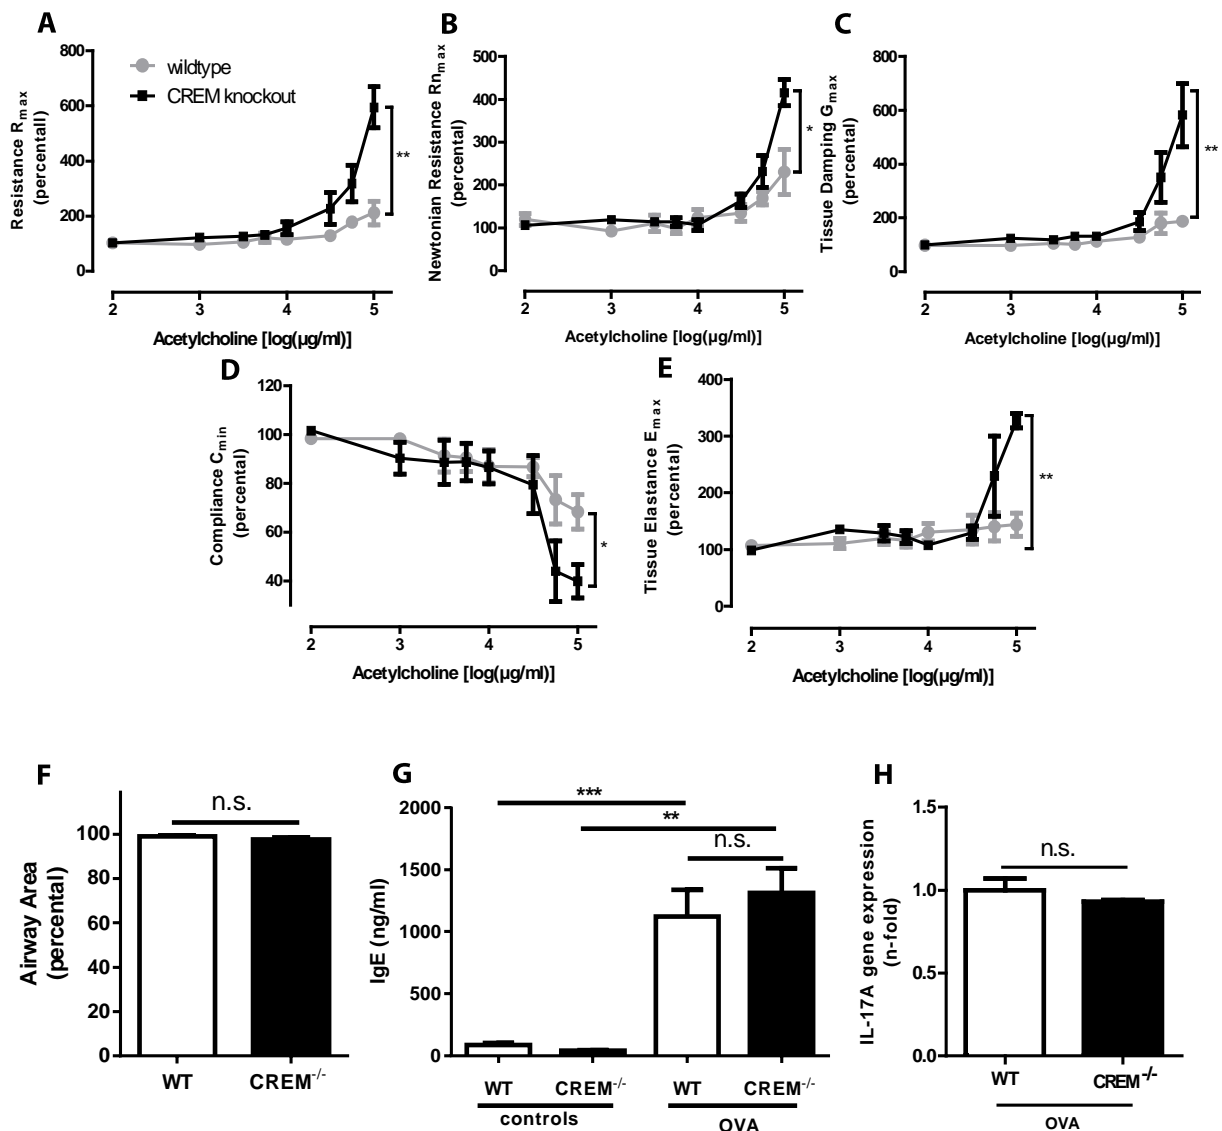 A
Resistance Rmax
(percentall)
800
600
400
200
0
wildtype
CREM knockout
**
2
3
4
5
Acetylcholine [log(µg/ml)]
B
Newtonian Resistance Rnmax
(percental)
500
400
300
200
100
0
*
2
3
4
5
Acetylcholine [log(µg/ml)]
C
Tissue Damping Gmax
(percental)
800
600
400
200
0
**
2
3
4
5
Acetylcholine [log(µg/ml)]
D
Compliance Cmin
(percental)
120
100
80
60
40
*
2
3
4
5
Acetylcholine [log(µg/ml)]
E
Tissue Elastance Emax
(percental)
400
300
200
100
0
**
2
3
4
5
Acetylcholine [log(µg/ml)]
F
Airway Area
(percental)
100
80
60
40
20
0
n.s.
WT
CREM-/-
G
IgE (ng/ml)
2000
1500
1000
500
0
***
**
n.s.
WT
CREM-/-
WT
CREM-/-
controls
OVA
H
IL-17A gene expression
(n-fold)
1.5
1.0
0.5
0.0
n.s.
WT
CREM-/-
OVA